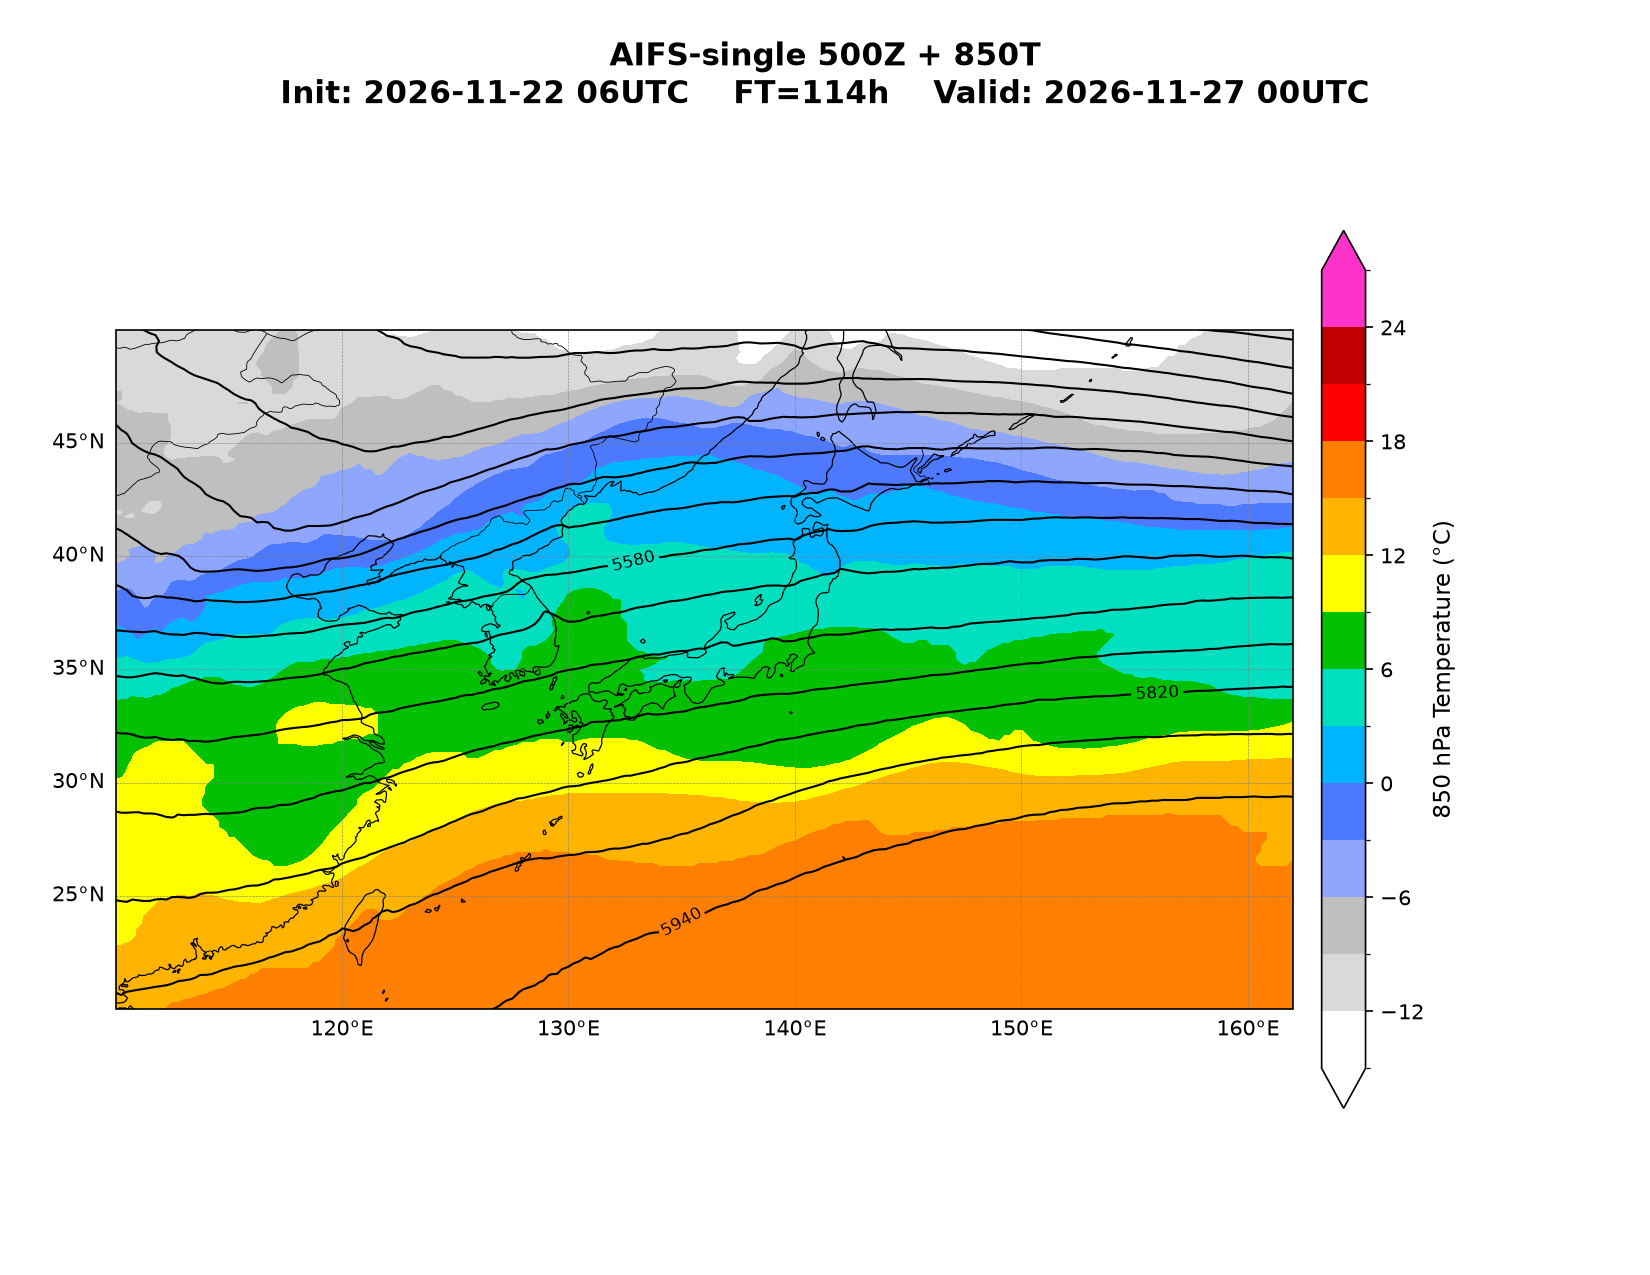 AIFS-single 500Z + 850T
Init: 2026-11-22 06UTC    FT=114h    Valid: 2026-11-27 00UTC
24
18
12
6
0
−6
−12
850 hPa Temperature (°C)
45°N
40°N
35°N
30°N
25°N
5580
5820
5940
120°E
130°E
140°E
150°E
160°E